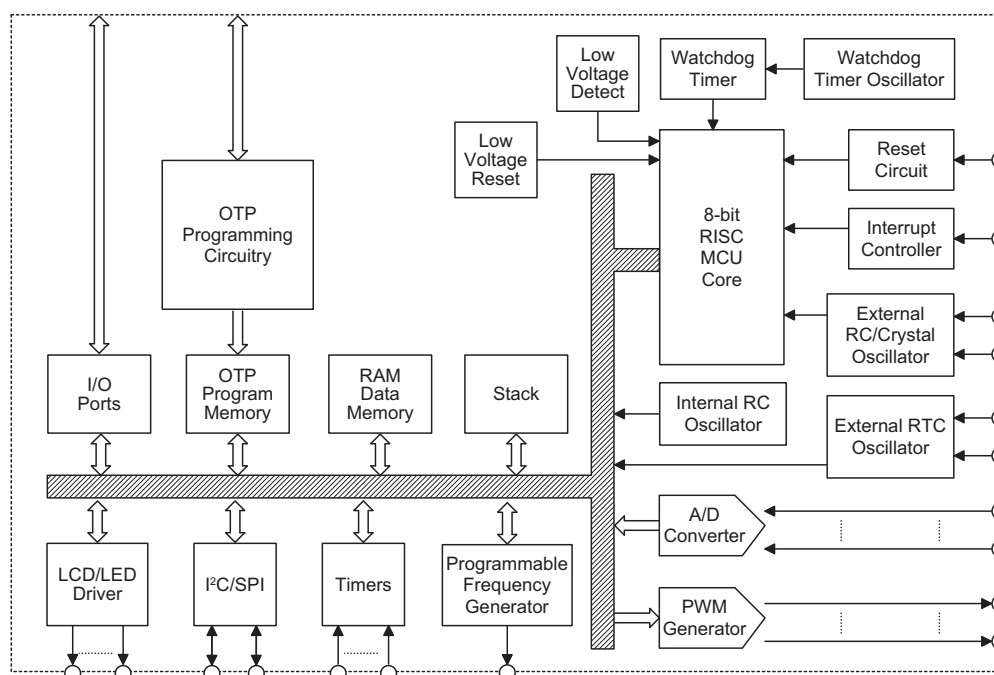 Low
Voltage
Detect
Watchdog
Timer
Watchdog
Timer Oscillator
Low
Voltage
Reset
Reset
Circuit
OTP
Programming
Circuitry
8-bit
RISC
MCU
Core
Interrupt
Controller
External
RC/Crystal
Oscillator
I/O
Ports
OTP
Program
Memory
RAM
Data
Memory
Stack
Internal RC
Oscillator
External RTC
Oscillator
A/D
Converter
LCD/LED
Driver
I²C/SPI
Timers
Programmable
Frequency
Generator
PWM
Generator